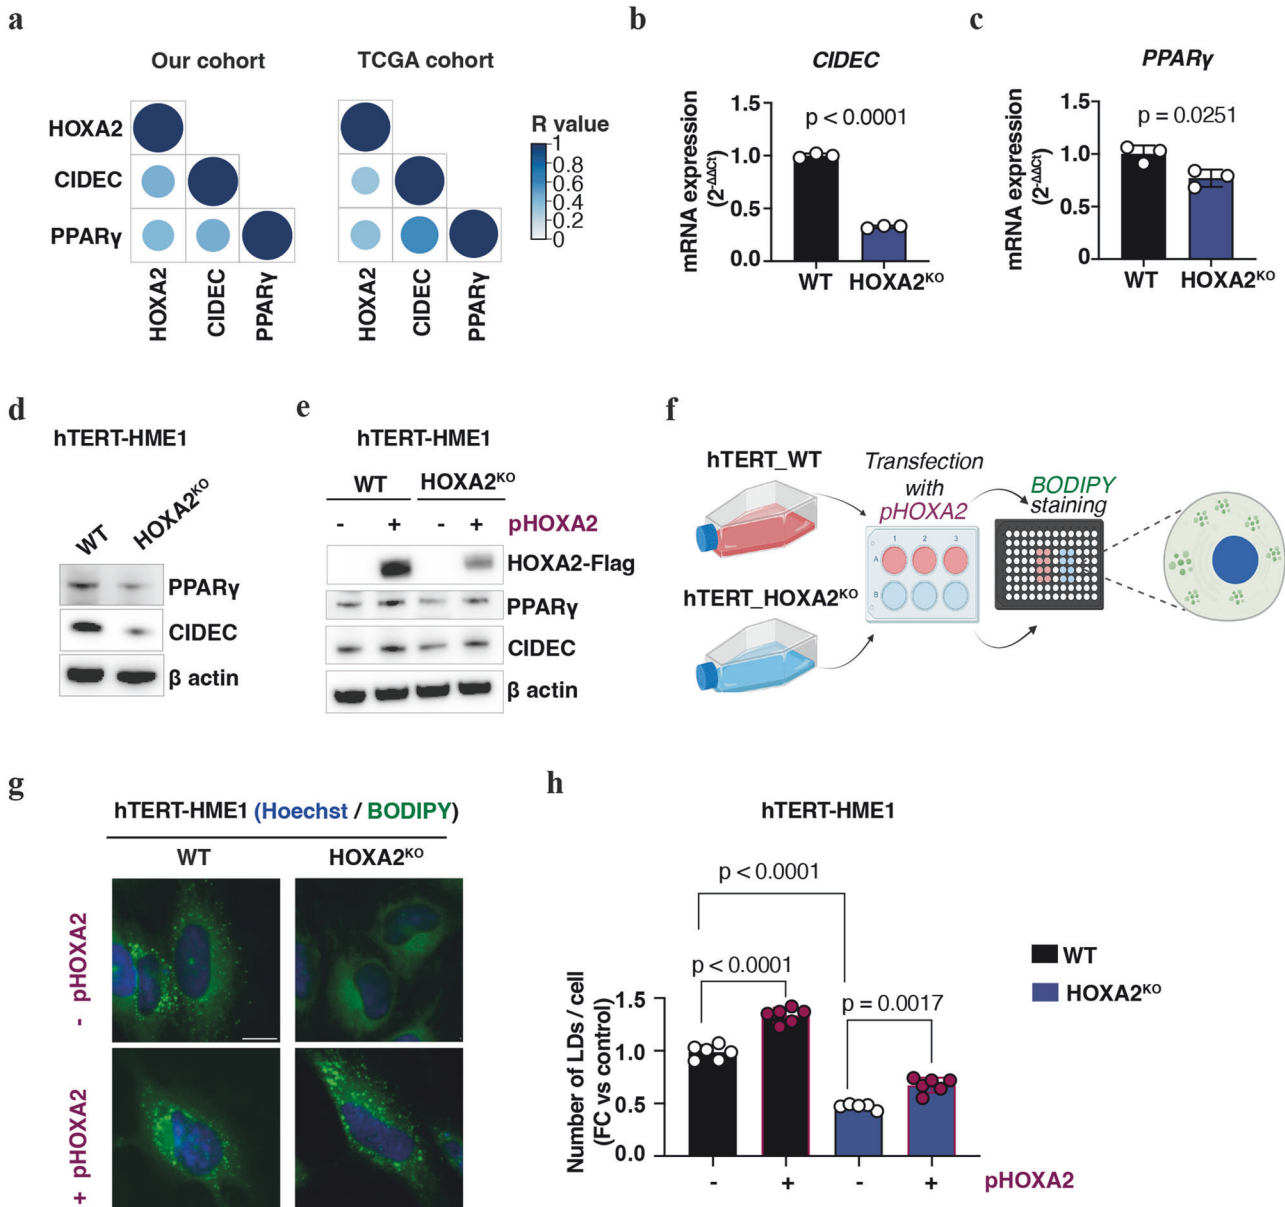 a
Our cohort
TCGA cohort
HOXA2
CIDEC
PPARγ
HOXA2
CIDEC
PPARγ
HOXA2
CIDEC
PPARγ
R value
1
0.8
0.6
0.4
0.2
0
b
CIDEC
mRNA expression
(2-ΔΔCt)
1.5
1.0
0.5
0.0
p < 0.0001
WT
HOXA2KO
c
PPARγ
mRNA expression
(2-ΔΔCt)
1.5
1.0
0.5
0
p = 0.0251
WT
HOXA2KO
d
hTERT-HME1
WT
HOXA2KO
PPARγ
CIDEC
β actin
e
hTERT-HME1
WT
HOXA2KO
- + - + pHOXA2
HOXA2-Flag
PPARγ
CIDEC
β actin
f
hTERT_WT
hTERT_HOXA2KO
Transfection
with
pHOXA2
1 2 3
A
B
BODIPY
staining
g
hTERT-HME1 (Hoechst / BODIPY)
WT
HOXA2KO
- pHOXA2
+ pHOXA2
h
hTERT-HME1
Number of LDs / cell
(FC vs control)
1.5
1.0
0.5
0.0
p < 0.0001
p < 0.0001
p = 0.0017
- + - + pHOXA2
WT
HOXA2KO